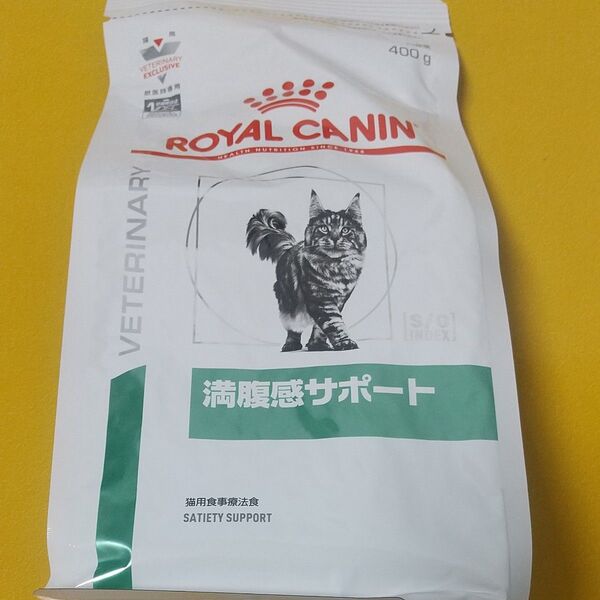 400g
VETERINARY
EXCLUSIVE
ROYAL CANIN
HEALTH NUTRITION SINCE 1968
VETERINARY
s/o
INDEX
満腹感サポート
猫用食事療法食
SATIETY SUPPORT